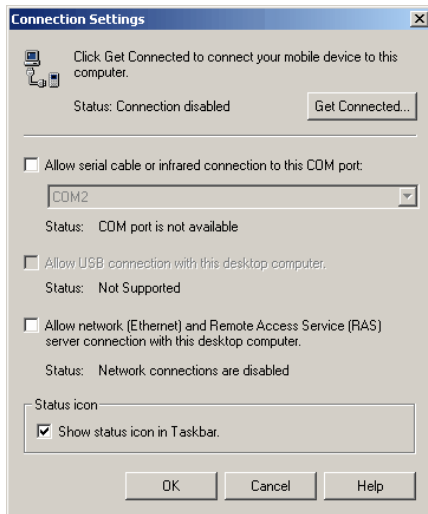 Connection Settings
Click Get Connected to connect your mobile device to this
computer.
Status: Connection disabled
Get Connected...
Allow serial cable or infrared connection to this COM port:
COM2
Status: COM port is not available
Allow USB connection with this desktop computer.
Status: Not Supported
Allow network (Ethernet) and Remote Access Service (RAS)
server connection with this desktop computer.
Status: Network connections are disabled
Status icon
Show status icon in Taskbar.
OK Cancel Help